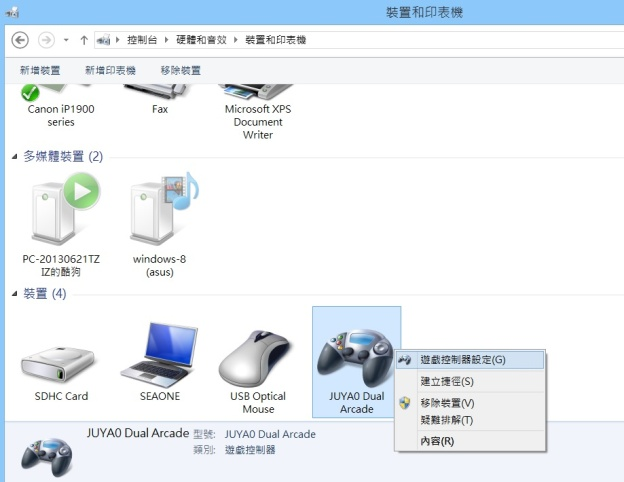 裝置和印表機
控制台 硬體和音效 裝置和印表機
新增裝置 新增印表機 移除裝置
Canon iP1900
series
Fax
Microsoft XPS
Document
Writer
多媒體裝置 (2)
PC-20130621TZ
IZ的酷狗
windows-8
(asus)
裝置 (4)
SDHC Card
SEAONE
USB Optical
Mouse
JUYA0 Dual
Arcade
遊戲控制器設定(G)
建立捷徑(S)
移除裝置(V)
疑難排解(T)
內容(R)
JUYA0 Dual Arcade 型號: JUYA0 Dual Arcade
類別: 遊戲控制器